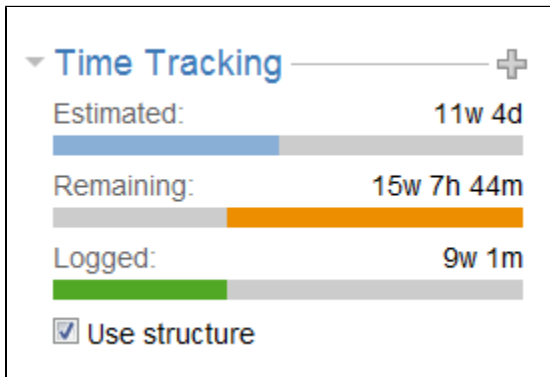 Time Tracking
Estimated: 11w 4d
Remaining: 15w 7h 44m
Logged: 9w 1m
Use structure